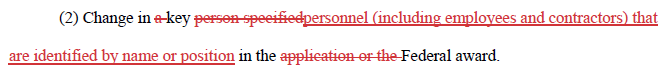 (2) Change in a key person specifiedpersonnel (including employees and contractors) that
are identified by name or position in the application or the Federal award.